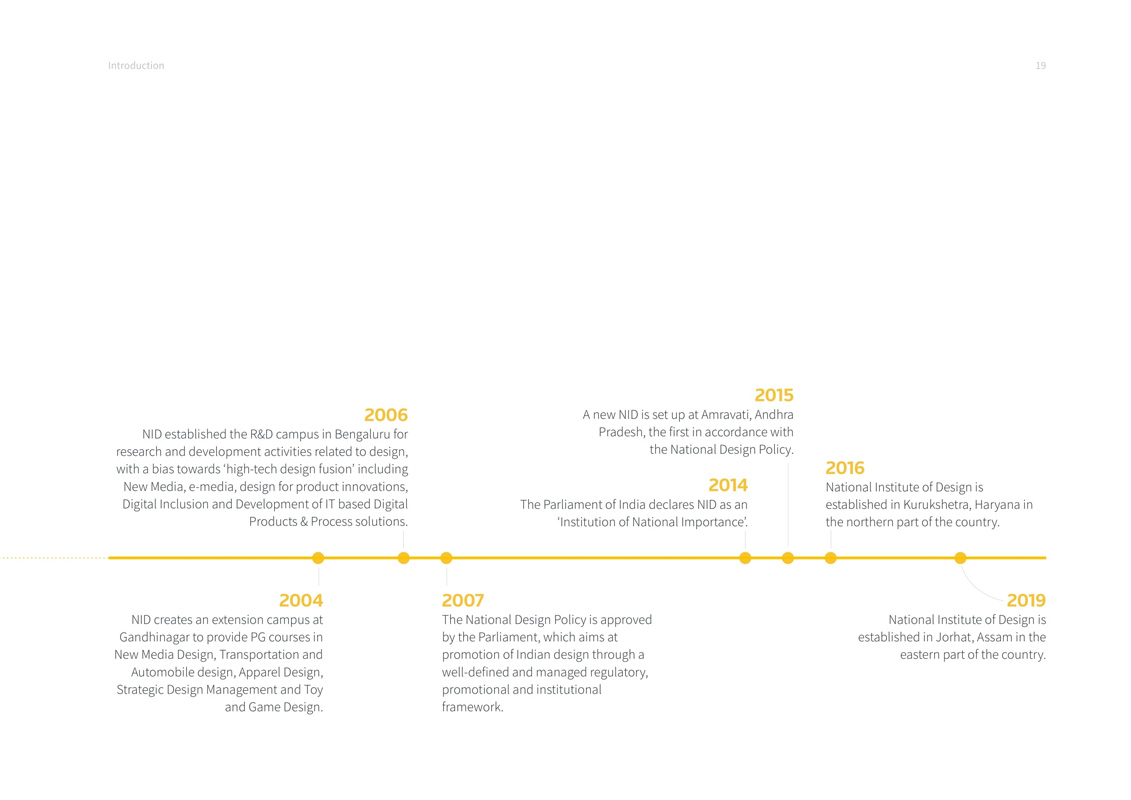 Introduction
19
2006
NID established the R&D campus in Bengaluru for
research and development activities related to design,
with a bias towards ‘high-tech design fusion’ including
New Media, e-media, design for product innovations,
Digital Inclusion and Development of IT based Digital
Products & Process solutions.
2015
A new NID is set up at Amravati, Andhra
Pradesh, the first in accordance with
the National Design Policy.
2014
The Parliament of India declares NID as an
‘Institution of National Importance’.
2016
National Institute of Design is
established in Kurukshetra, Haryana in
the northern part of the country.
2004
NID creates an extension campus at
Gandhinagar to provide PG courses in
New Media Design, Transportation and
Automobile design, Apparel Design,
Strategic Design Management and Toy
and Game Design.
2007
The National Design Policy is approved
by the Parliament, which aims at
promotion of Indian design through a
well-defined and managed regulatory,
promotional and institutional
framework.
2019
National Institute of Design is
established in Jorhat, Assam in the
eastern part of the country.